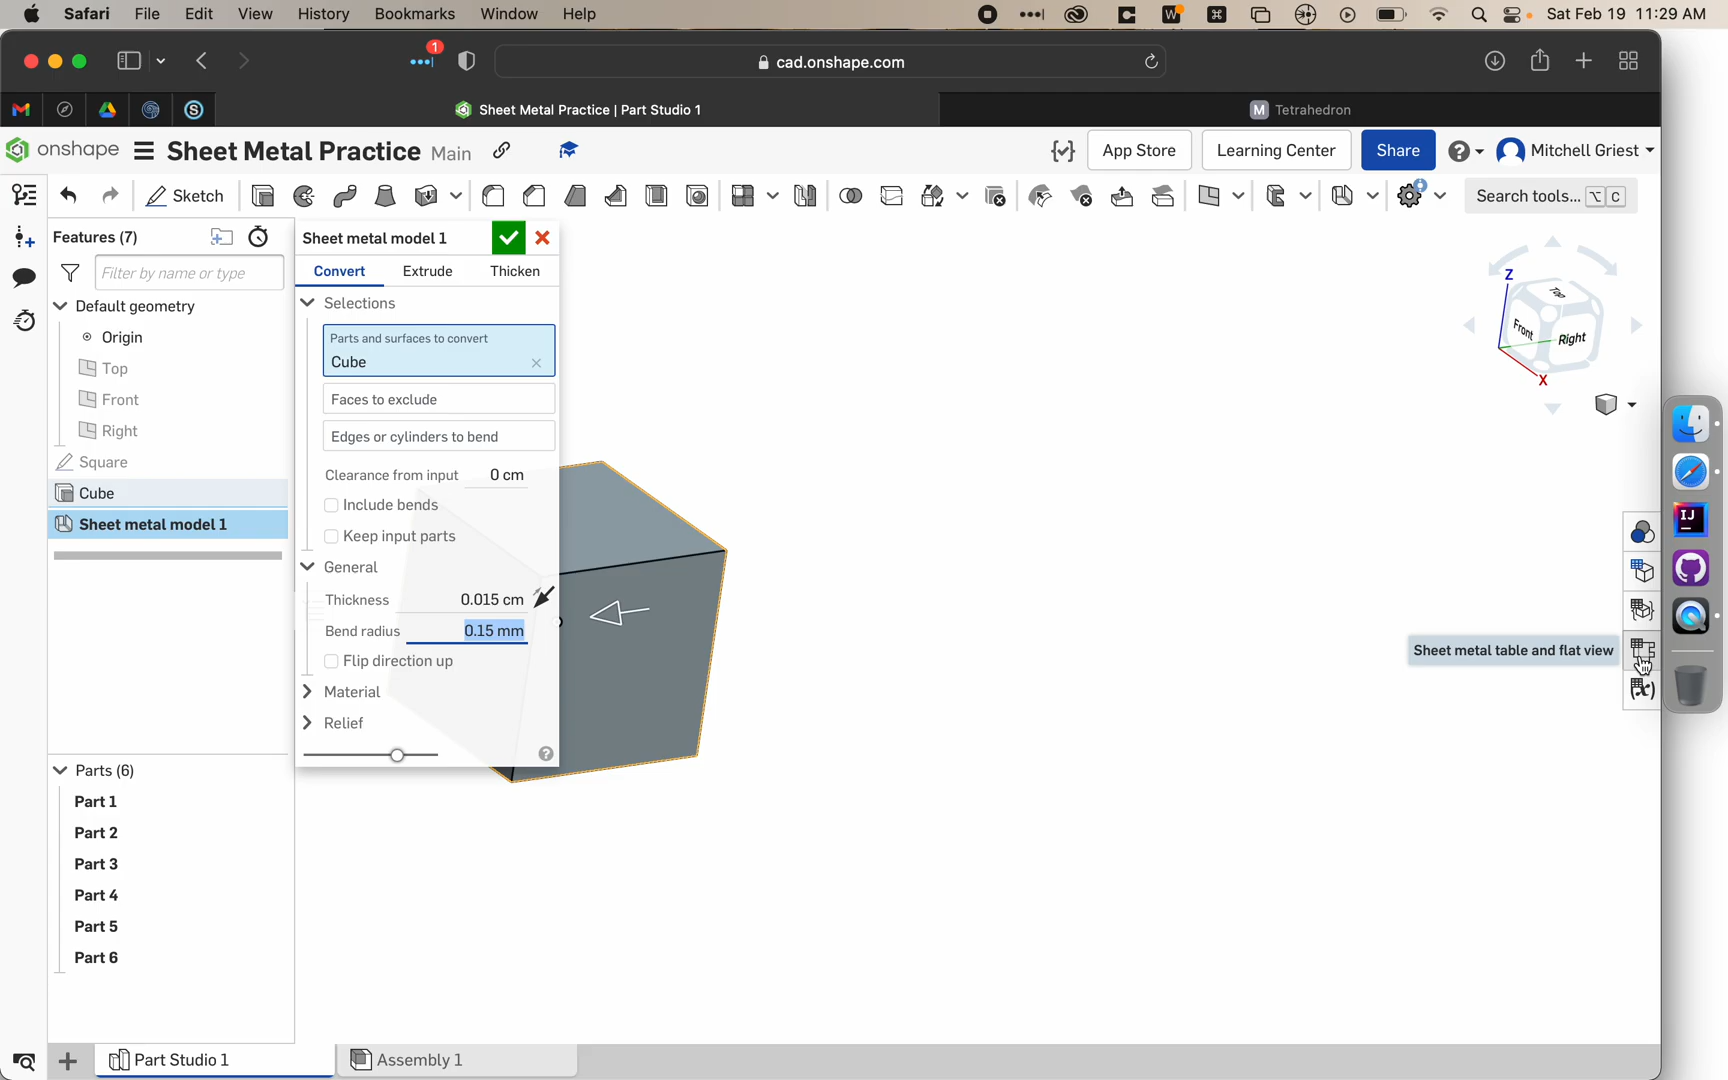 Safari File Edit View History Bookmarks Window Help
W
Sat Feb 19 11:29 AM
1
cad.onshape.com
S
Sheet Metal Practice | Part Studio 1
M Tetrahedron
onshape
Sheet Metal Practice Main
App Store
Learning Center
Share
Mitchell Griest
Sketch
Search tools... ⌥ C
Features (7)
Filter by name or type
Default geometry
Origin
Top
Front
Right
Square
Cube
Sheet metal model 1
Sheet metal model 1
Convert Extrude Thicken
Selections
Parts and surfaces to convert
Cube
Faces to exclude
Edges or cylinders to bend
Clearance from input 0 cm
Include bends
Keep input parts
General
Thickness 0.015 cm
Bend radius 0.15 mm
Flip direction up
Material
Relief
Z
Top
Front
Right
X
IJ
Sheet metal table and flat view
(x)
Parts (6)
Part 1
Part 2
Part 3
Part 4
Part 5
Part 6
Part Studio 1
Assembly 1